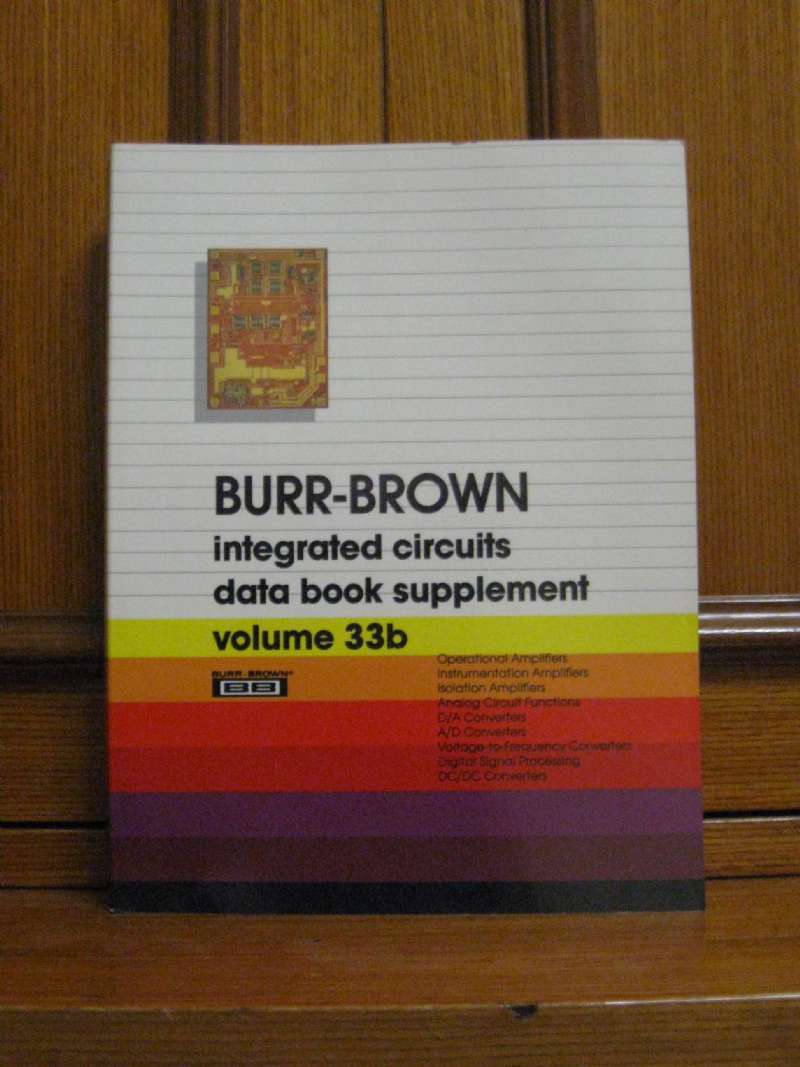 BURR-BROWN
integrated circuits
data book supplement
volume 33b
BURR-BROWN®
BB
Operational Amplifiers
Instrumentation Amplifiers
Isolation Amplifiers
Analog Circuit Functions
D/A Converters
A/D Converters
Voltage-to-Frequency Converters
Digital Signal Processing
DC/DC Converters